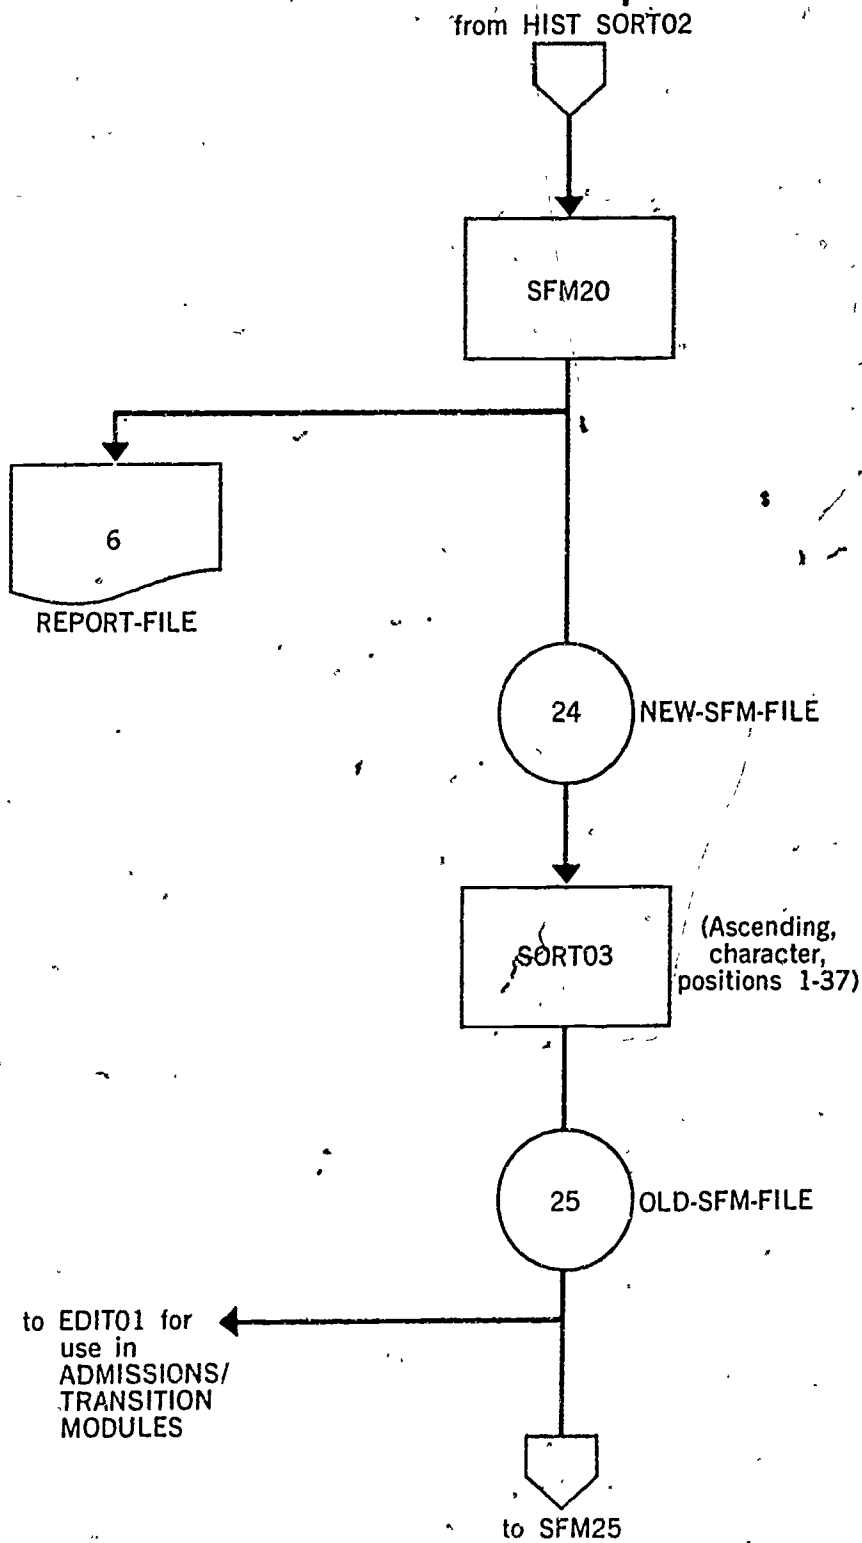 from HIST SORT02
SFM20
6
REPORT-FILE
24
NEW-SFM-FILE
SORT03
(Ascending,
character,
positions 1-37)
25
OLD-SFM-FILE
to EDIT01 for
use in
ADMISSIONS/
TRANSITION
MODULES
to SFM25